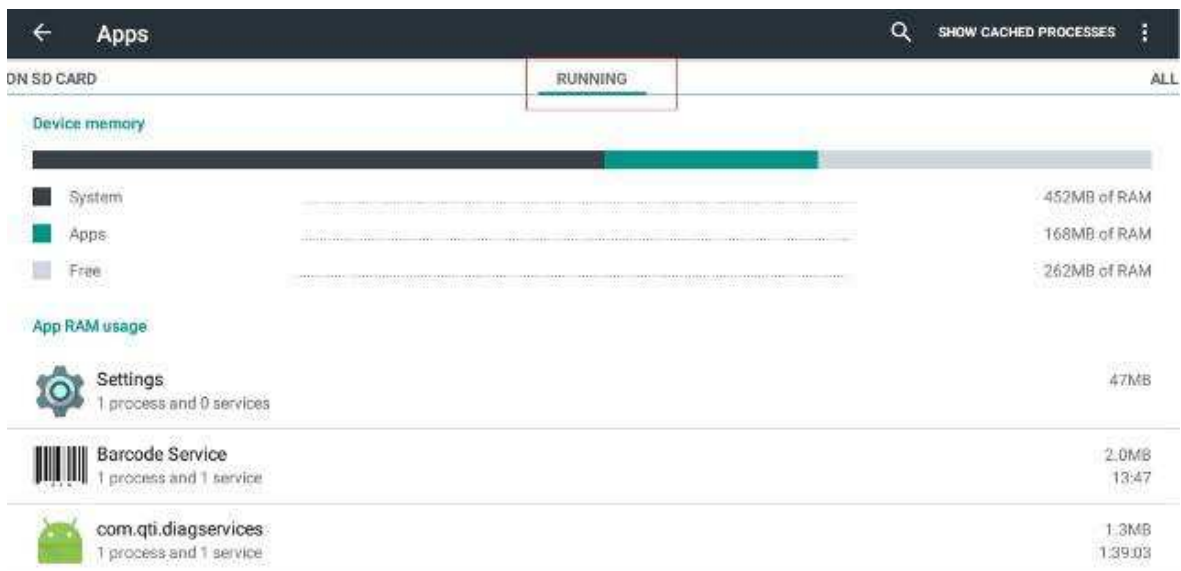 Apps
SHOW CACHED PROCESSES
ON SD CARD
RUNNING
ALL
Device memory
System 452MB of RAM
Apps 168MB of RAM
Free 262MB of RAM
App RAM usage
Settings 47MB
1 process and 0 services
Barcode Service 2.0MB
1 process and 1 service 13:47
com.qti.diagservices 1.3MB
1 process and 1 service 1:39:03